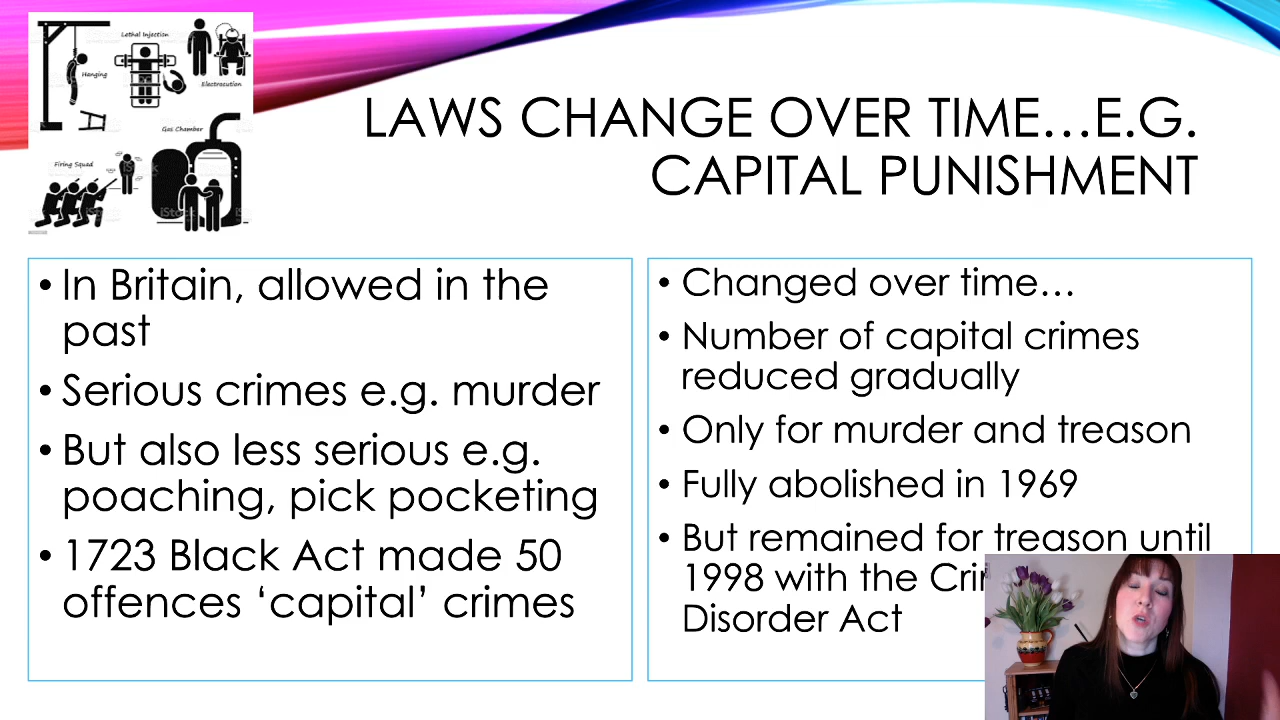 Lethal Injection
Hanging
Electrocution
Gas Chamber
Firing Squad
iStock
iStock
LAWS CHANGE OVER TIME…E.G.
CAPITAL PUNISHMENT
• In Britain, allowed in the
past
• Serious crimes e.g. murder
• But also less serious e.g.
poaching, pick pocketing
• 1723 Black Act made 50
offences ‘capital’ crimes
• Changed over time…
• Number of capital crimes
reduced gradually
• Only for murder and treason
• Fully abolished in 1969
• But remained for treason until
1998 with the
Disorder Act